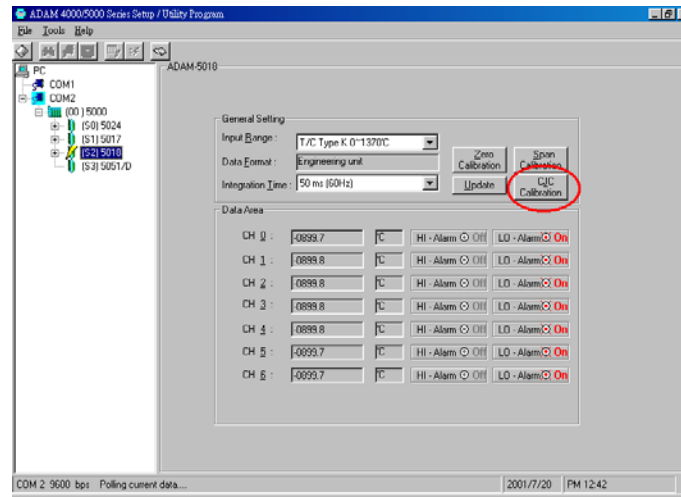 ADAM 4000/5000 Series Setup / Utility Program
File Tools Help
PC
COM1
COM2
(00 ) 5000
(S0) 5024
(S1) 5017
(S2) 5018
(S3) 5051/D
ADAM-5018
General Setting
Input Range : T/C Type K 0~1370℃
Data Format : Engineering unit
Integration Time : 50 ms (60Hz)
Zero Calibration
Span Calibration
Update
CJC Calibration
Data Area
CH 0 : -0899.7 ℃ HI - Alarm Off LO - Alarm On
CH 1 : -0899.8 ℃ HI - Alarm Off LO - Alarm On
CH 2 : -0899.8 ℃ HI - Alarm Off LO - Alarm On
CH 3 : -0899.8 ℃ HI - Alarm Off LO - Alarm On
CH 4 : -0899.8 ℃ HI - Alarm Off LO - Alarm On
CH 5 : -0899.7 ℃ HI - Alarm Off LO - Alarm On
CH 6 : -0899.7 ℃ HI - Alarm Off LO - Alarm On
COM 2 9600 bps Polling current data.... 2001/7/20 PM 12:42